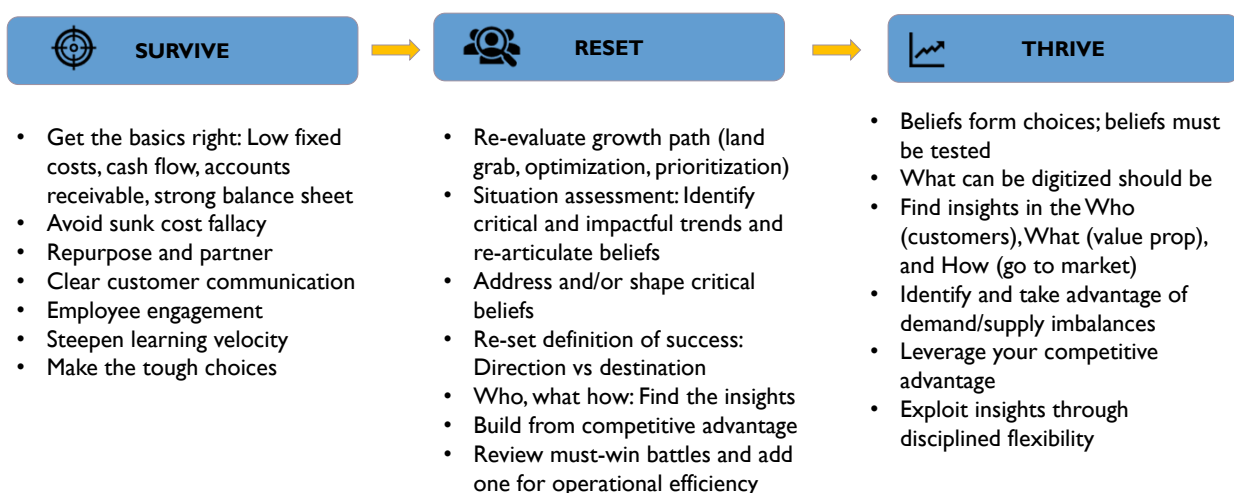 SURVIVE
• Get the basics right: Low fixed
costs, cash flow, accounts
receivable, strong balance sheet
• Avoid sunk cost fallacy
• Repurpose and partner
• Clear customer communication
• Employee engagement
• Steepen learning velocity
• Make the tough choices
RESET
• Re-evaluate growth path (land
grab, optimization, prioritization)
• Situation assessment: Identify
critical and impactful trends and
re-articulate beliefs
• Address and/or shape critical
beliefs
• Re-set definition of success:
Direction vs destination
• Who, what how: Find the insights
• Build from competitive advantage
• Review must-win battles and add
one for operational efficiency
THRIVE
• Beliefs form choices; beliefs must
be tested
• What can be digitized should be
• Find insights in the Who
(customers), What (value prop),
and How (go to market)
• Identify and take advantage of
demand/supply imbalances
• Leverage your competitive
advantage
• Exploit insights through
disciplined flexibility